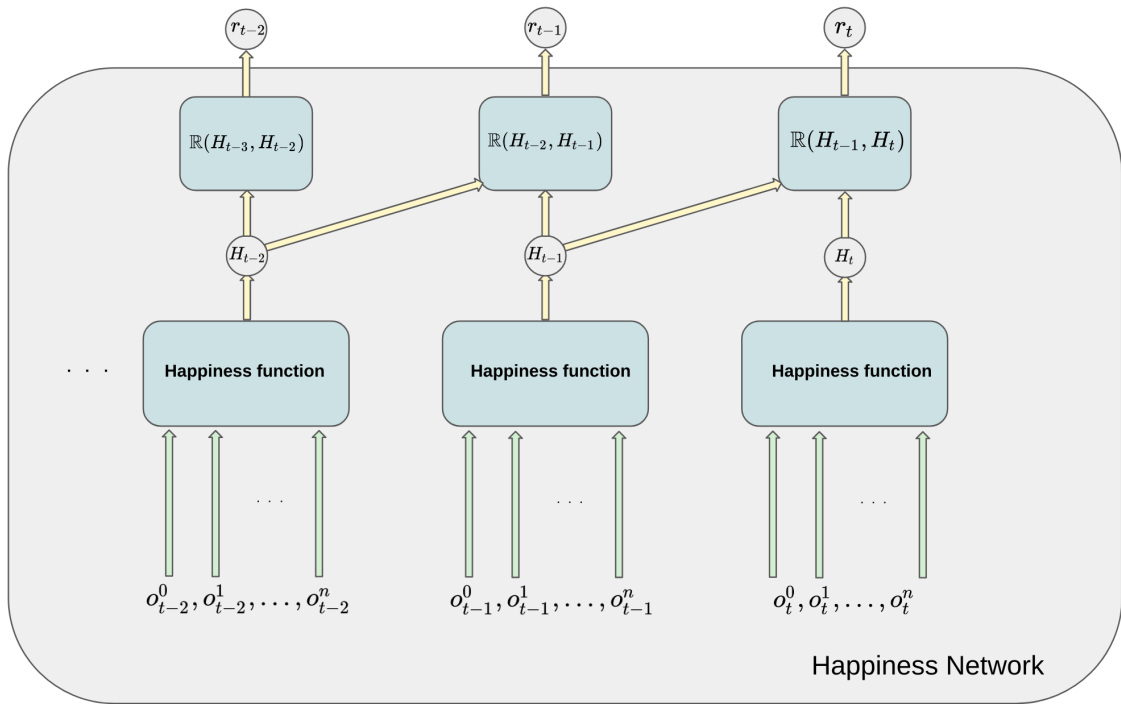 r_{t-2} r_{t-1} r_t
ℝ(H_{t-3}, H_{t-2}) ℝ(H_{t-2}, H_{t-1}) ℝ(H_{t-1}, H_t)
H_{t-2} H_{t-1} H_t
. . . Happiness function Happiness function Happiness function
. . . . . . . . .
o^0_{t-2}, o^1_{t-2}, . . . , o^n_{t-2} o^0_{t-1}, o^1_{t-1}, . . . , o^n_{t-1} o^0_t, o^1_t, . . . , o^n_t
Happiness Network